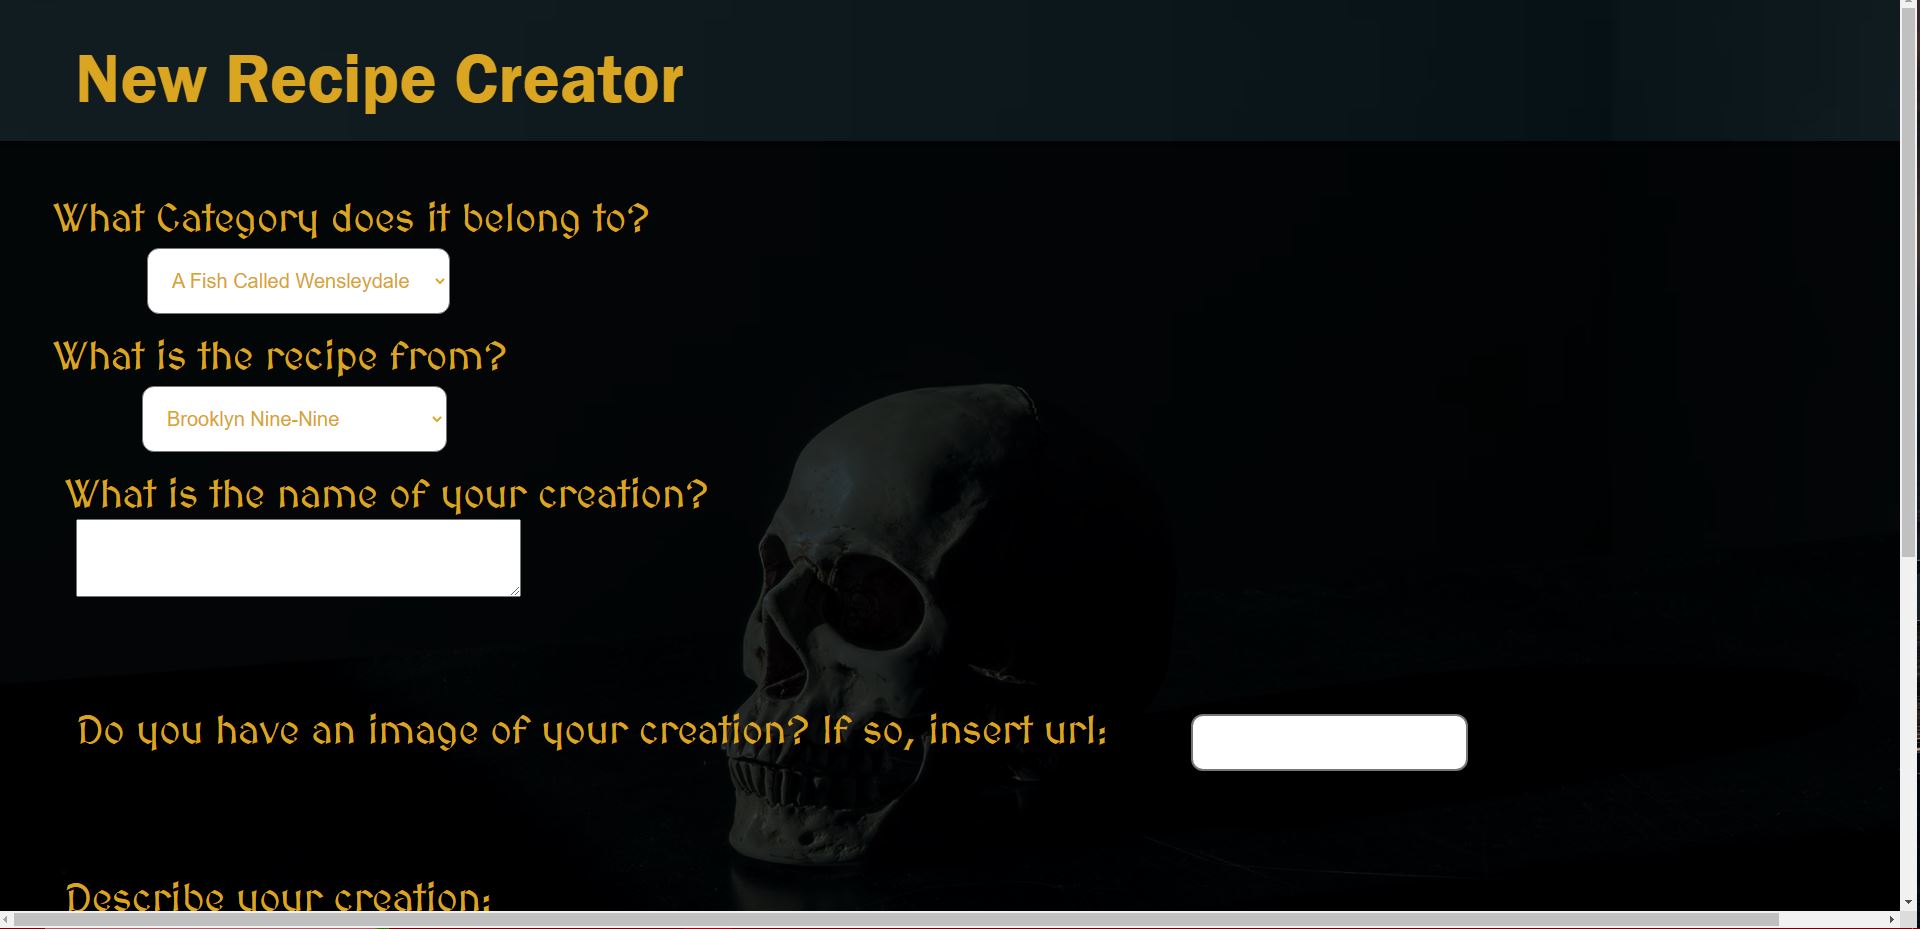 New Recipe Creator
What Category does it belong to?
A Fish Called Wensleydale
What is the recipe from?
Brooklyn Nine-Nine
What is the name of your creation?
Do you have an image of your creation? If so, insert url:
Describe your creation: